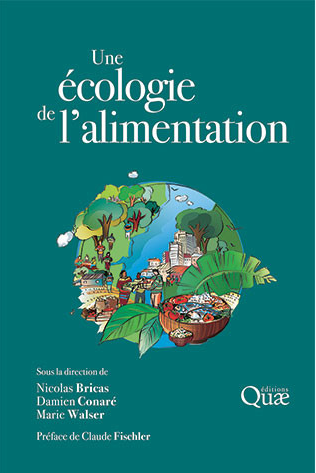 Une
écologie
de l'alimentation
Sous la direction de
Nicolas Bricas
Damien Conaré
Marie Walser
Préface de Claude Fischler
éditions
Quæ